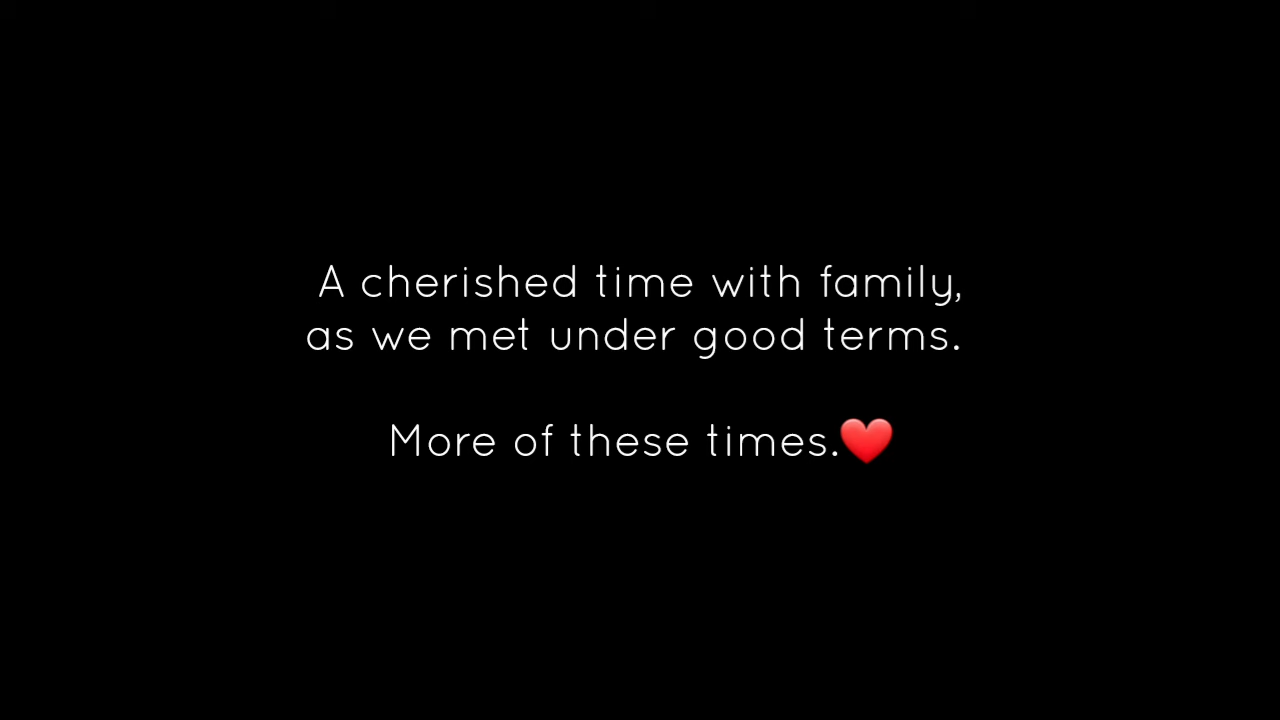 A cherished time with family,
as we met under good terms.
More of these times.❤️